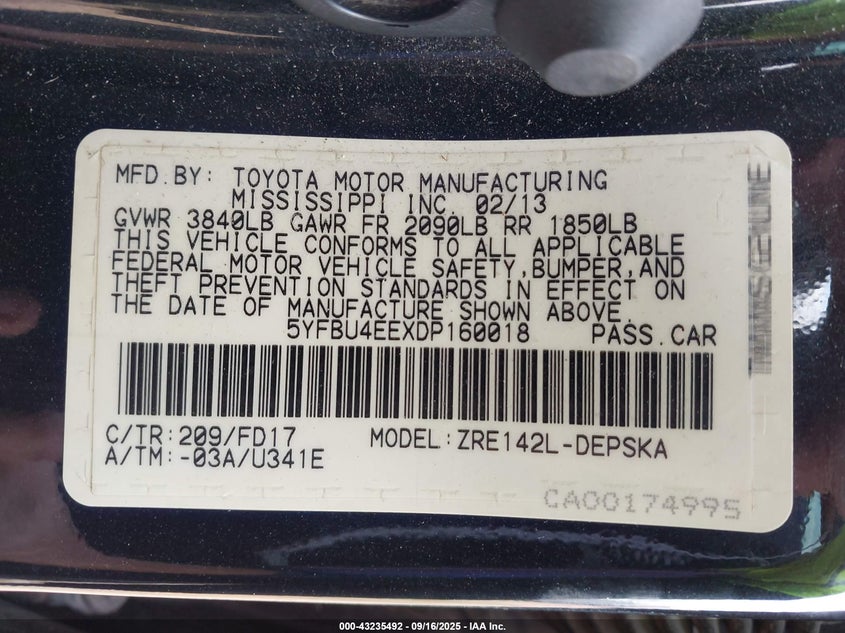 MFD.BY: TOYOTA MOTOR MANUFACTURING
MISSISSIPPI INC. 02/13
GVWR 3840LB GAWR FR 2090LB RR 1850LB
THIS VEHICLE CONFORMS TO ALL APPLICABLE
FEDERAL MOTOR VEHICLE SAFETY,BUMPER,AND
THEFT PREVENTION STANDARDS IN EFFECT ON
THE DATE OF MANUFACTURE SHOWN ABOVE.
5YFBU4EEXDP160018 PASS.CAR
C/TR:209/FD17 MODEL:ZRE142L-DEPSKA
A/TM:-03A/U341E
CA00174995
000-43235492 - 09/16/2025 - IAA Inc.